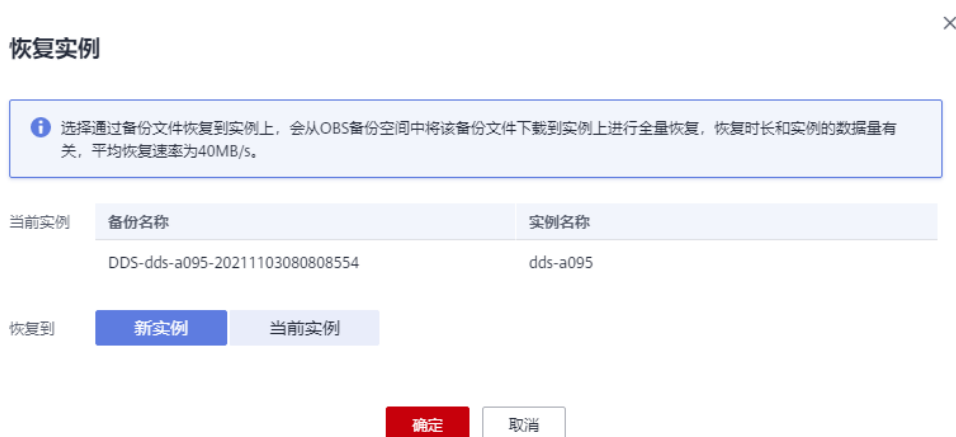 恢复实例
选择通过备份文件恢复到实例上，会从OBS备份空间中将该备份文件下载到实例上进行全量恢复，恢复时长和实例的数据量有
关，平均恢复速率为40MB/s。
当前实例 备份名称 实例名称
DDS-dds-a095-20211103080808554 dds-a095
恢复到 新实例 当前实例
确定 取消